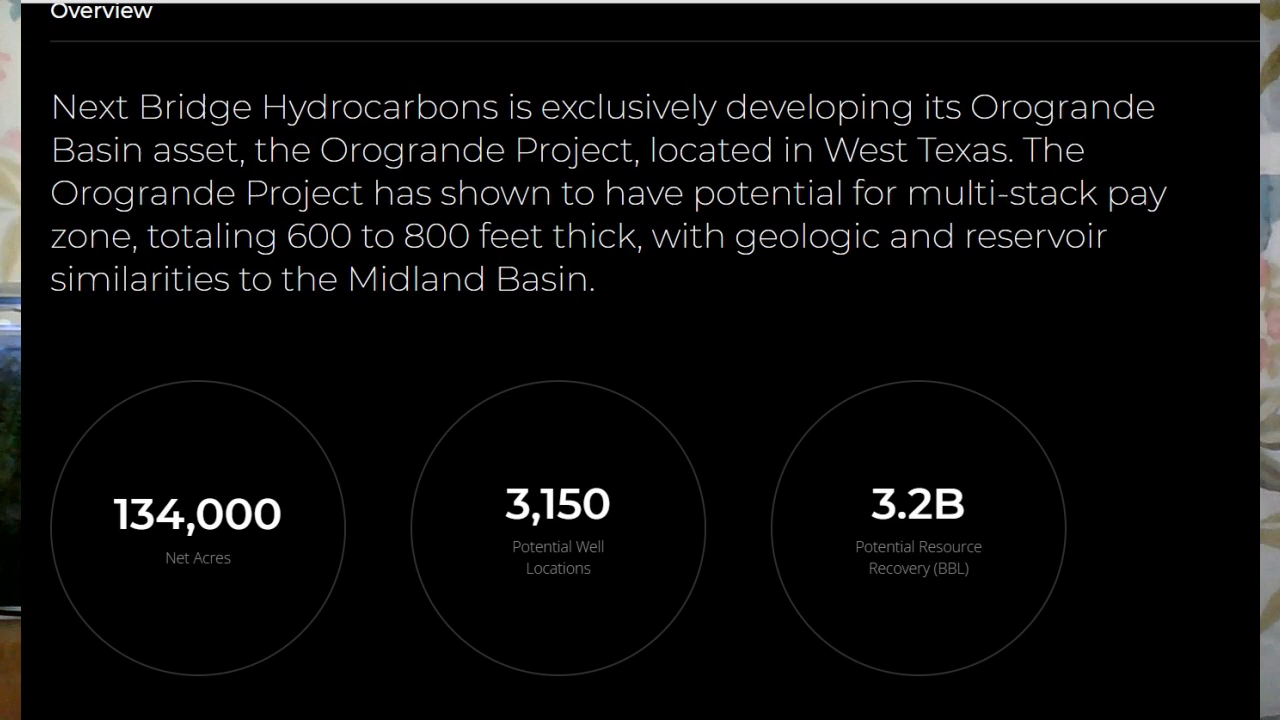 Overview
Next Bridge Hydrocarbons is exclusively developing its Orogrande
Basin asset, the Orogrande Project, located in West Texas. The
Orogrande Project has shown to have potential for multi-stack pay
zone, totaling 600 to 800 feet thick, with geologic and reservoir
similarities to the Midland Basin.
134,000
Net Acres
3,150
Potential Well
Locations
3.2B
Potential Resource
Recovery (BBL)